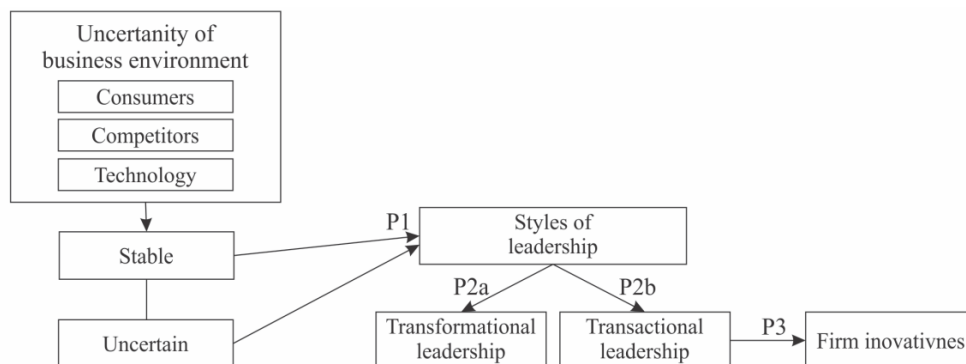 Uncertanity of
business environment
Consumers
Competitors
Technology
Stable
Uncertain
P1
Styles of
leadership
P2a
P2b
Transformational
leadership
Transactional
leadership
P3
Firm inovativnes